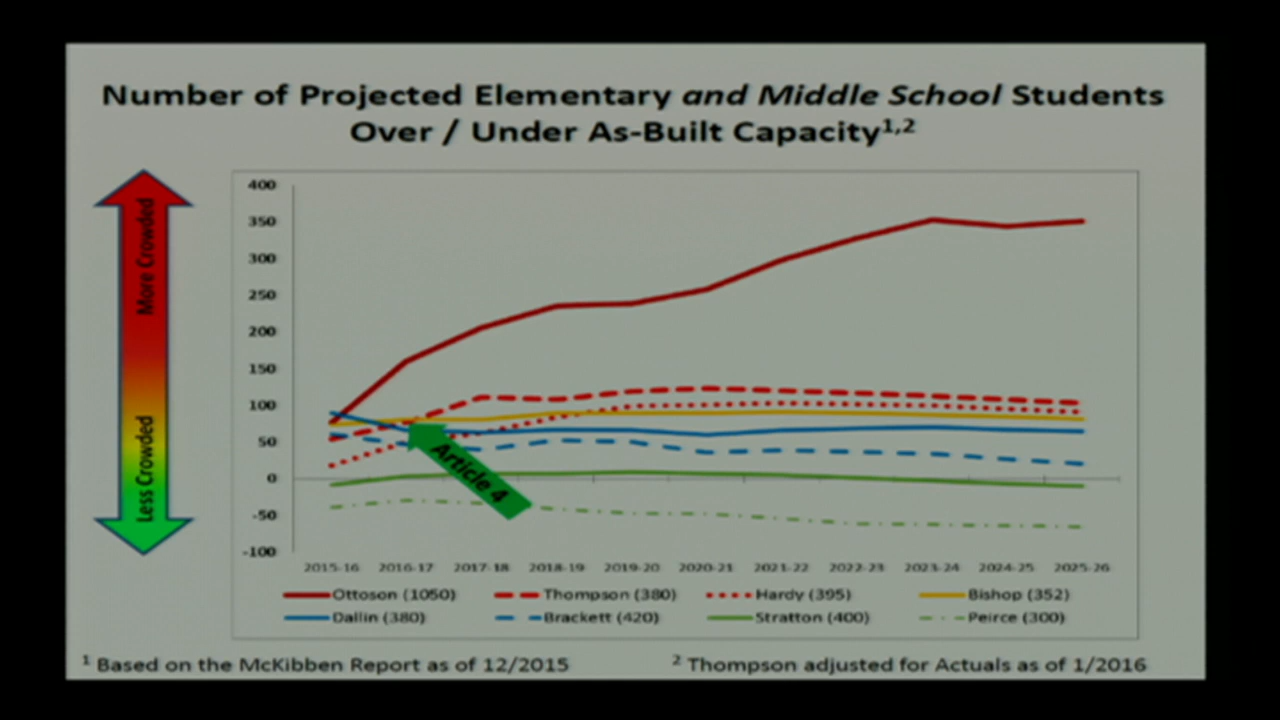 Number of Projected Elementary and Middle School Students
Over / Under As-Built Capacity1,2
More Crowded
Less Crowded
400
350
300
250
200
150
100
50
0
-50
-100
Article 4
2015-16 2016-17 2017-18 2018-19 2019-20 2020-21 2021-22 2022-23 2023-24 2024-25 2025-26
Ottoson (1050) Thompson (380) Hardy (395) Bishop (352)
Dallin (380) Brackett (420) Stratton (400) Peirce (300)
1 Based on the McKibben Report as of 12/2015 2 Thompson adjusted for Actuals as of 1/2016